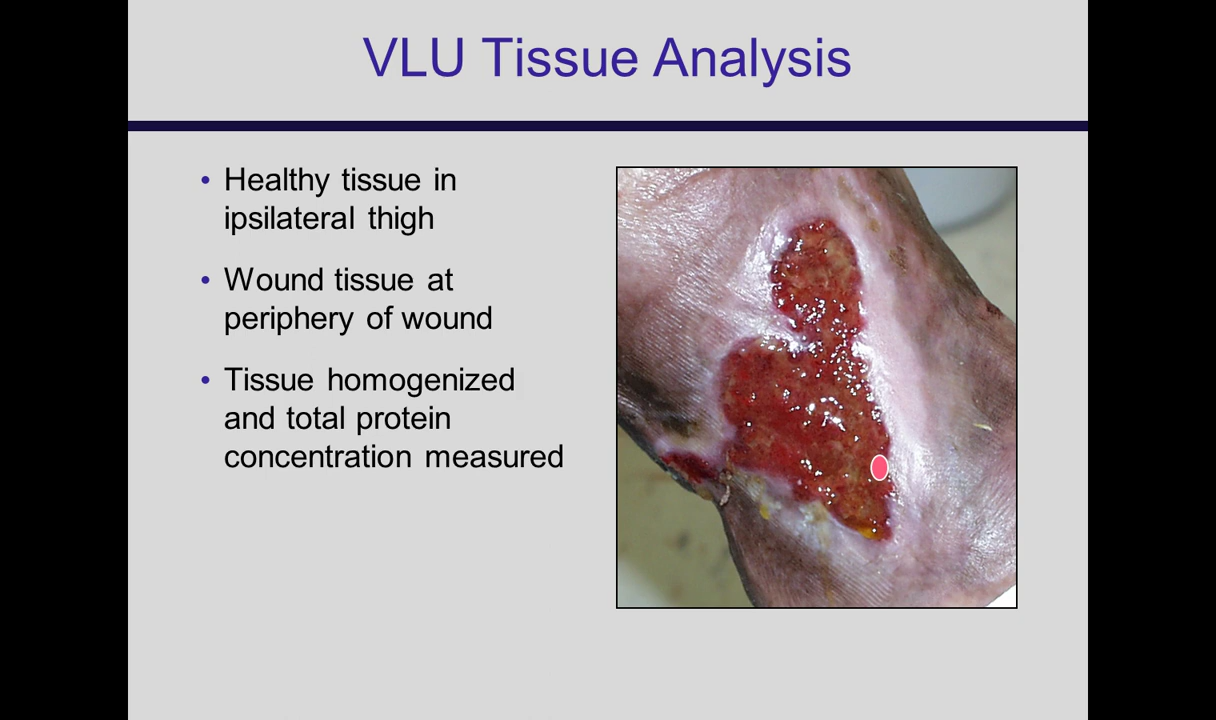 VLU Tissue Analysis
• Healthy tissue in
ipsilateral thigh
• Wound tissue at
periphery of wound
• Tissue homogenized
and total protein
concentration measured